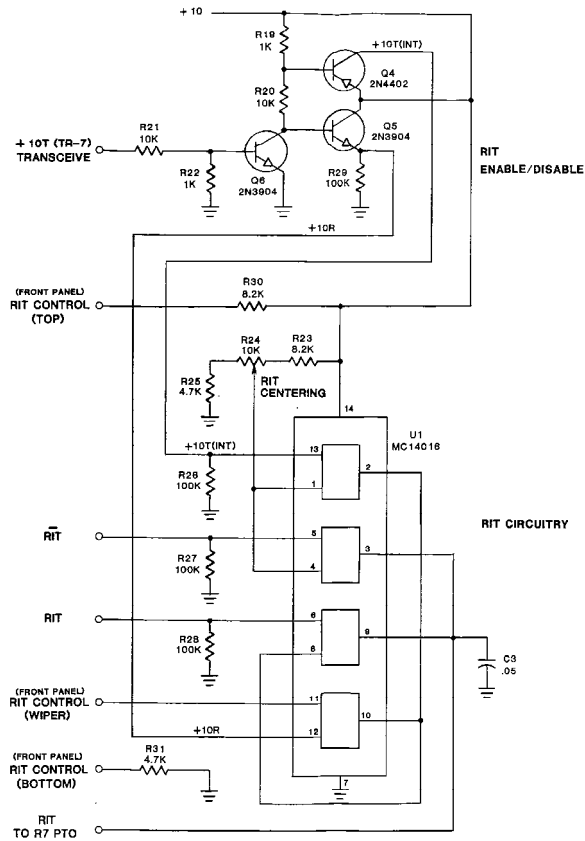 +10
R19
1K
+10T(INT)
Q4
2N4402
R20
10K
R21
10K
Q5
2N3904
+10T (TR-7)
TRANSCEIVE
RIT
ENABLE/DISABLE
R22
1K
Q6
2N3904
R29
100K
+10R
(FRONT PANEL)
RIT CONTROL
(TOP)
R30
8.2K
R24
10K
R23
8.2K
R25
4.7K
RIT
CENTERING
14
U1
MC14016
+10T(INT)
13
2
R26
100K
1
RIT
5
3
RIT CIRCUITRY
R27
100K
4
RIT
6
9
R28
100K
8
C3
.05
(FRONT PANEL)
RIT CONTROL
(WIPER)
11
10
+10R
12
(FRONT PANEL)
RIT CONTROL
(BOTTOM)
R31
4.7K
7
RIT
TO R7 PTO